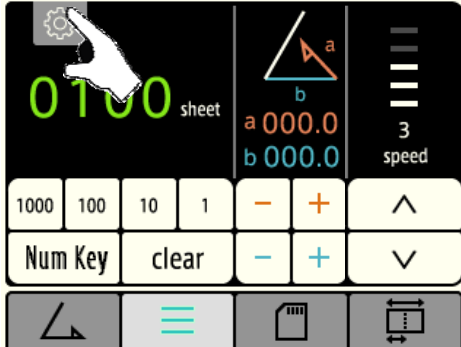 a
b
0100 sheet
a 000.0
b 000.0
3
speed
1000 100 10 1 - +
Num Key clear - +